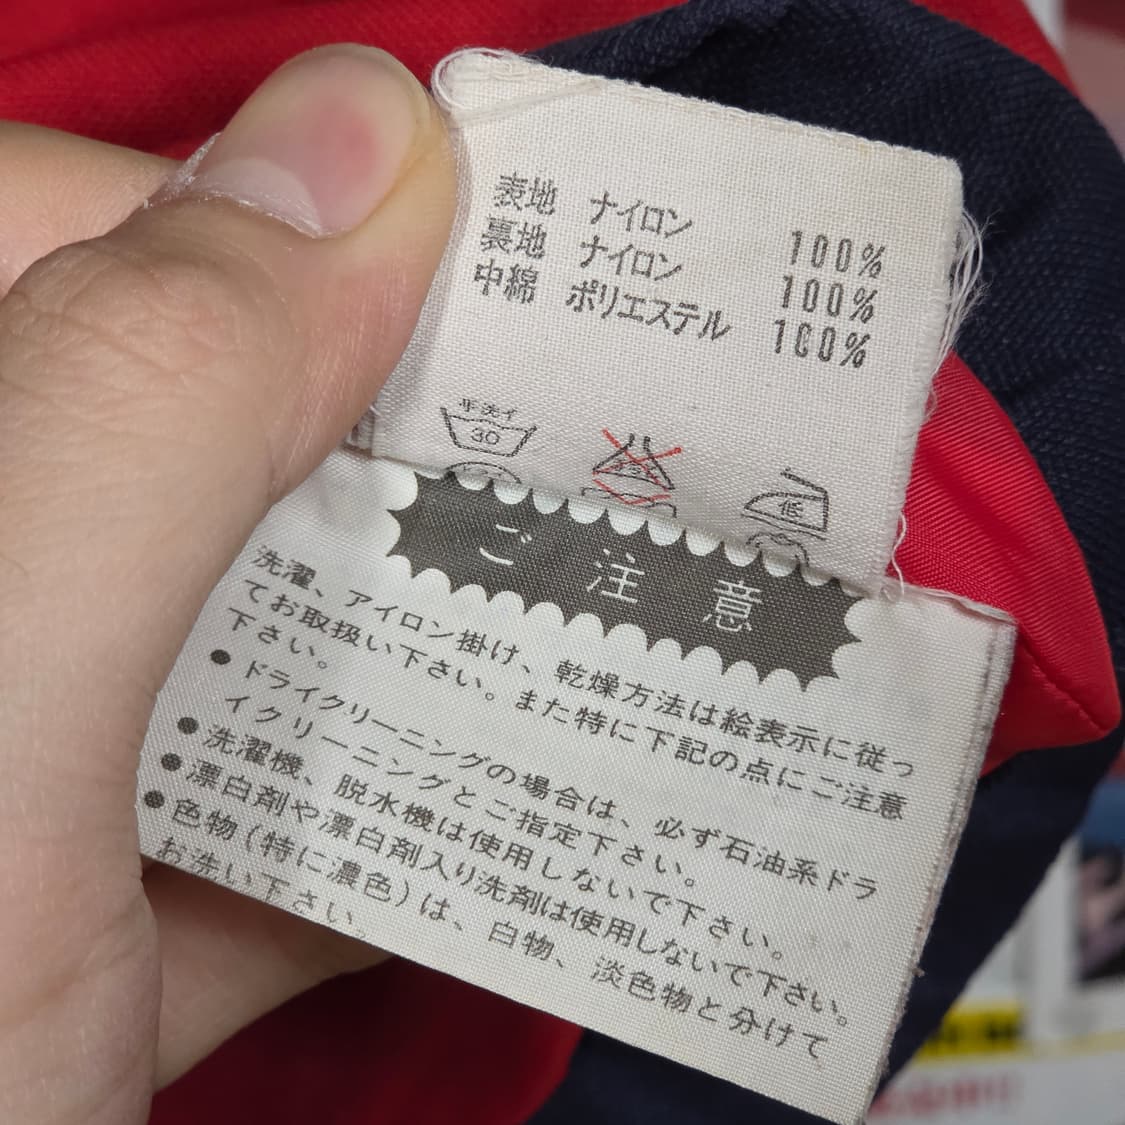 表地 ナイロン 100%
裏地 ナイロン 100%
中綿 ポリエステル 100%
手洗イ
30
低
ご注意
洗濯、アイロン掛け、乾燥方法は絵表示に従っ
てお取扱い下さい。また特に下記の点にご注意
下さい。
●ドライクリーニングの場合は、必ず石油系ドラ
イクリーニングとご指定下さい。
●洗濯機、脱水機は使用しないで下さい。
●漂白剤や漂白剤入り洗剤は使用しないで下さい。
●色物(特に濃色)は、白物、淡色物と分けて
お洗い下さい。